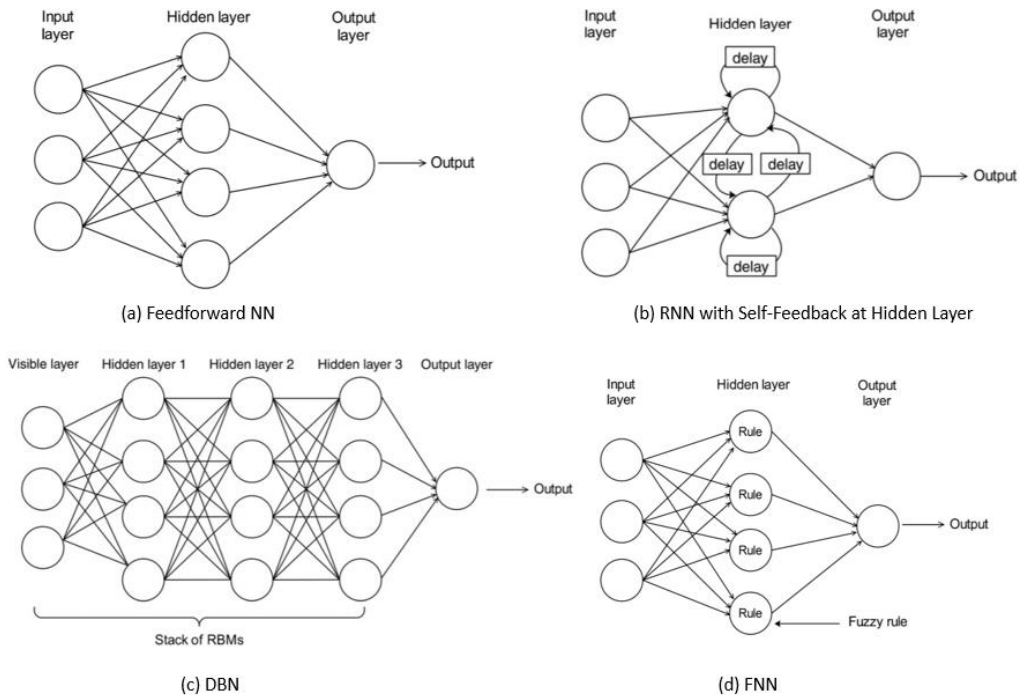 Input
layer
Hidden layer
Output
layer
Output
(a) Feedforward NN
Input
layer
Hidden layer
Output
layer
delay
delay
delay
delay
Output
(b) RNN with Self-Feedback at Hidden Layer
Visible layer
Hidden layer 1
Hidden layer 2
Hidden layer 3
Output layer
Output
Stack of RBMs
(c) DBN
Input
layer
Hidden layer
Output
layer
Rule
Rule
Rule
Rule
Output
Fuzzy rule
(d) FNN